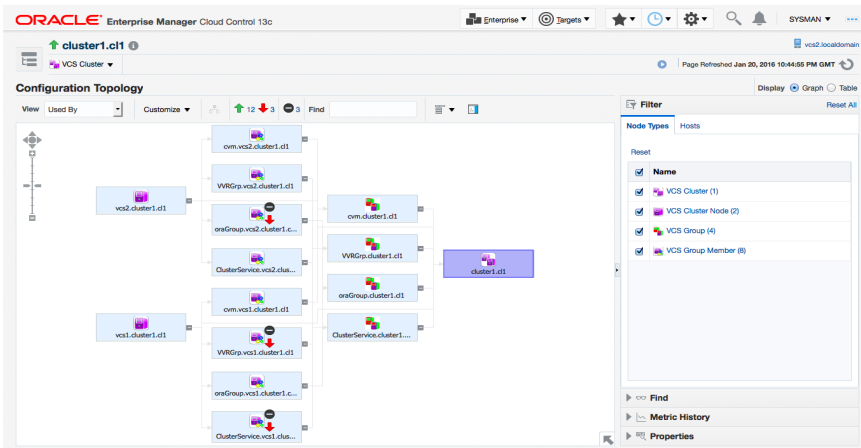 ORACLE® Enterprise Manager Cloud Control 13c
Enterprise Targets SYSMAN
cluster1.cl1 vcs2.localdomain
VCS Cluster Page Refreshed Jan 20, 2016 10:44:55 PM GMT
Configuration Topology Display Graph Table
View Used By Customize 12 3 3 Find
Filter Reset All
Node Types Hosts
Reset
Name
VCS Cluster (1)
VCS Cluster Node (2)
VCS Group (4)
VCS Group Member (8)
Find
Metric History
Properties
cvm.vcs2.cluster1.cl1
VVRGrp.vcs2.cluster1.cl1
vcs2.cluster1.cl1
oraGroup.vcs2.cluster1.c...
cvm.cluster1.cl1
ClusterService.vcs2.clus...
VVRGrp.cluster1.cl1
cluster1.cl1
cvm.vcs1.cluster1.cl1
oraGroup.cluster1.cl1
vcs1.cluster1.cl1
VVRGrp.vcs1.cluster1.cl1
ClusterService.cluster1....
oraGroup.vcs1.cluster1.c...
ClusterService.vcs1.clus...